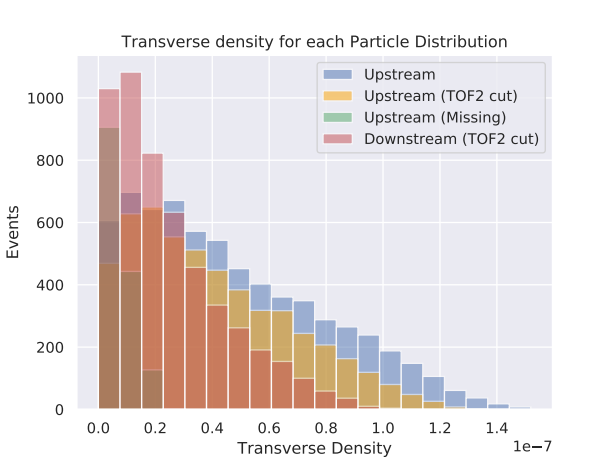 Transverse density for each Particle Distribution
Upstream
Upstream (TOF2 cut)
Upstream (Missing)
Downstream (TOF2 cut)
Events
1000
800
600
400
200
0
0.0 0.2 0.4 0.6 0.8 1.0 1.2 1.4
1e−7
Transverse Density